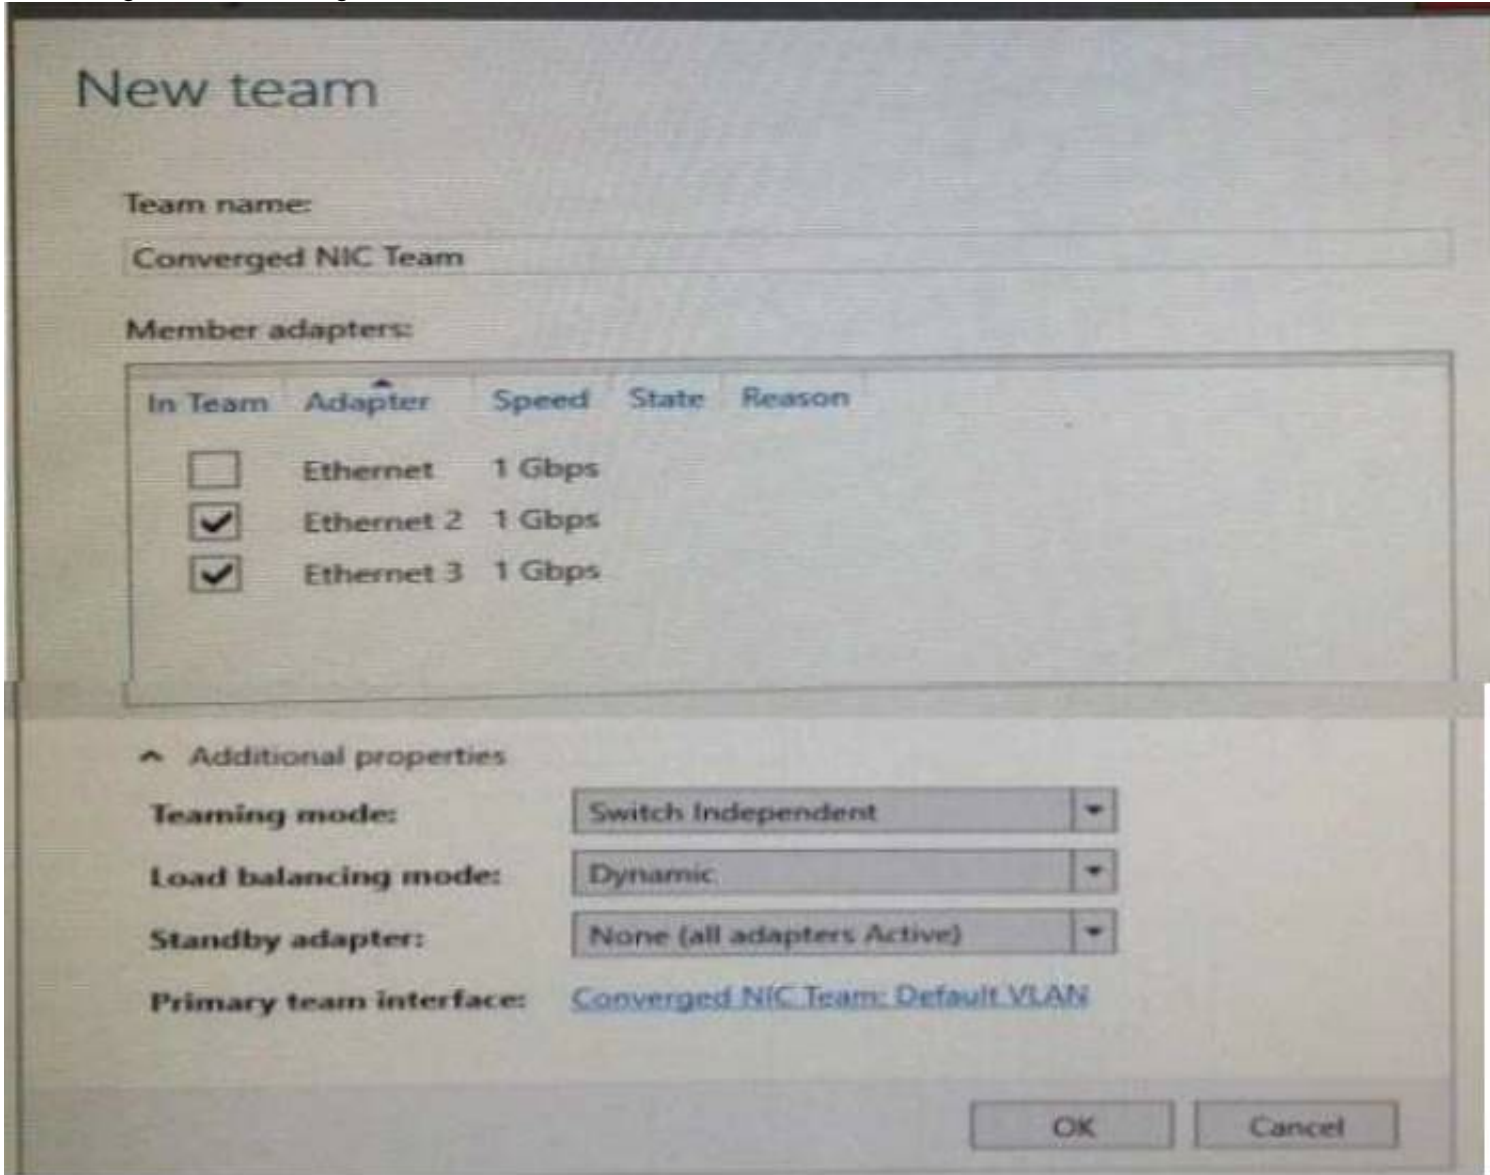 New team
Team name:
Converged NIC Team
Member adapters:
In Team Adapter Speed State Reason
Ethernet 1 Gbps
Ethernet 2 1 Gbps
Ethernet 3 1 Gbps
Additional properties
Teaming mode: Switch Independent
Load balancing mode: Dynamic
Standby adapter: None (all adapters Active)
Primary team interface: Converged NIC Team: Default VLAN
OK Cancel